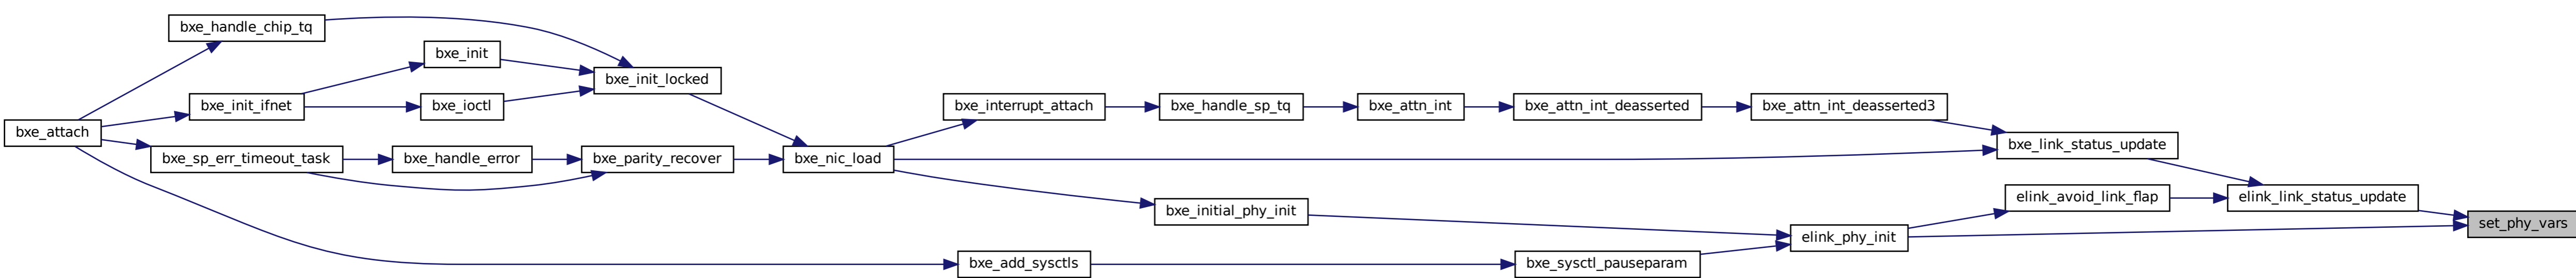 bxe_handle_chip_tq
bxe_init
bxe_init_locked
bxe_init_ifnet
bxe_ioctl
bxe_interrupt_attach
bxe_handle_sp_tq
bxe_attn_int
bxe_attn_int_deasserted
bxe_attn_int_deasserted3
bxe_attach
bxe_link_status_update
bxe_sp_err_timeout_task
bxe_handle_error
bxe_parity_recover
bxe_nic_load
elink_avoid_link_flap
elink_link_status_update
bxe_initial_phy_init
set_phy_vars
elink_phy_init
bxe_add_sysctls
bxe_sysctl_pauseparam